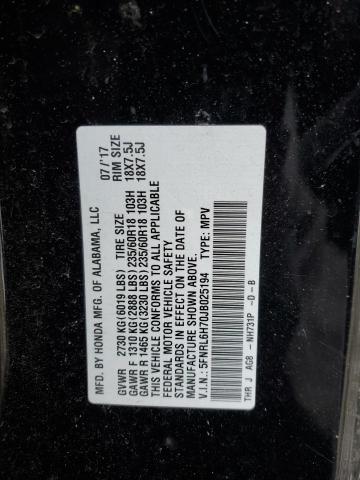 MFD. BY HONDA MFG. OF ALABAMA, LLC 07/'17
GVWR 2730 KG(6019 LBS) TIRE SIZE RIM SIZE
GAWR F 1310 KG(2888 LBS) 235/60R18 103H 18X7.5J
GAWR R 1465 KG(3230 LBS) 235/60R18 103H 18X7.5J
THIS VEHICLE CONFORMS TO ALL APPLICABLE
FEDERAL MOTOR VEHICLE SAFETY
STANDARDS IN EFFECT ON THE DATE OF
MANUFACTURE SHOWN ABOVE.
V.I.N.: 5FNRL6H70JB025194 TYPE: MPV
THR J AG8 - NH731P -D-B